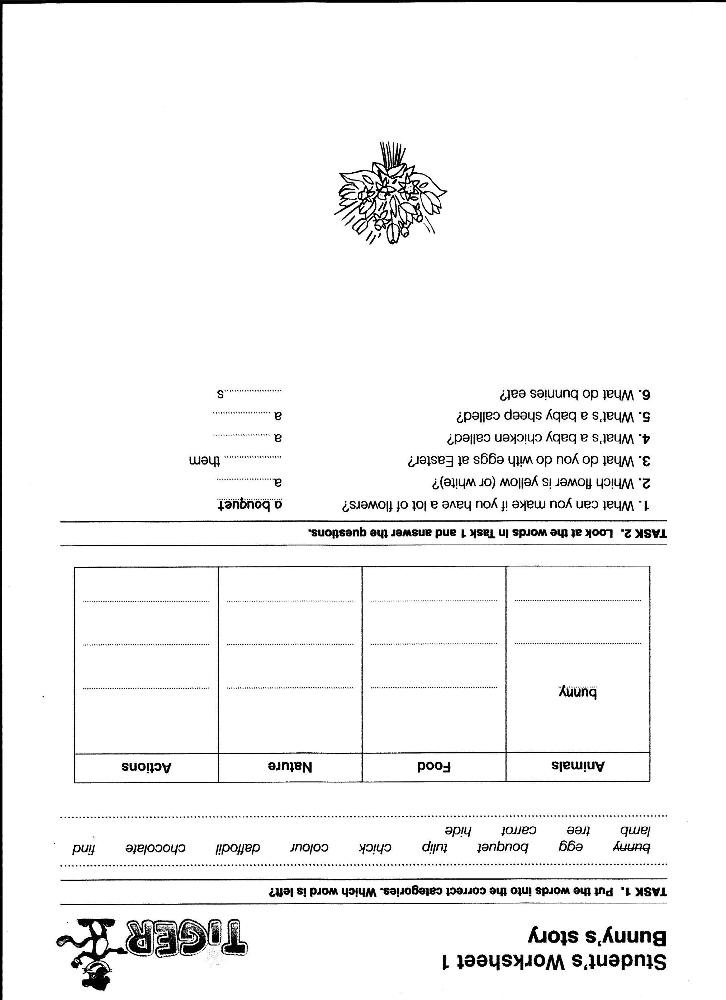 Student's Worksheet 1
Bunny's story
TIGER
TASK 1. Put the words into the correct categories. Which word is left?
bunny egg bouquet tulip chick colour daffodil chocolate find
lamb tree carrot hide
Animals Food Nature Actions
bunny
TASK 2. Look at the words in Task 1 and answer the questions.
1. What can you make if you have a lot of flowers? a bouquet
2. Which flower is yellow (or white)? a......................
3. What do you do with eggs at Easter? ...................... them
4. What's a baby chicken called? a ......................
5. What's a baby sheep called? a ......................
6. What do bunnies eat? ......................s